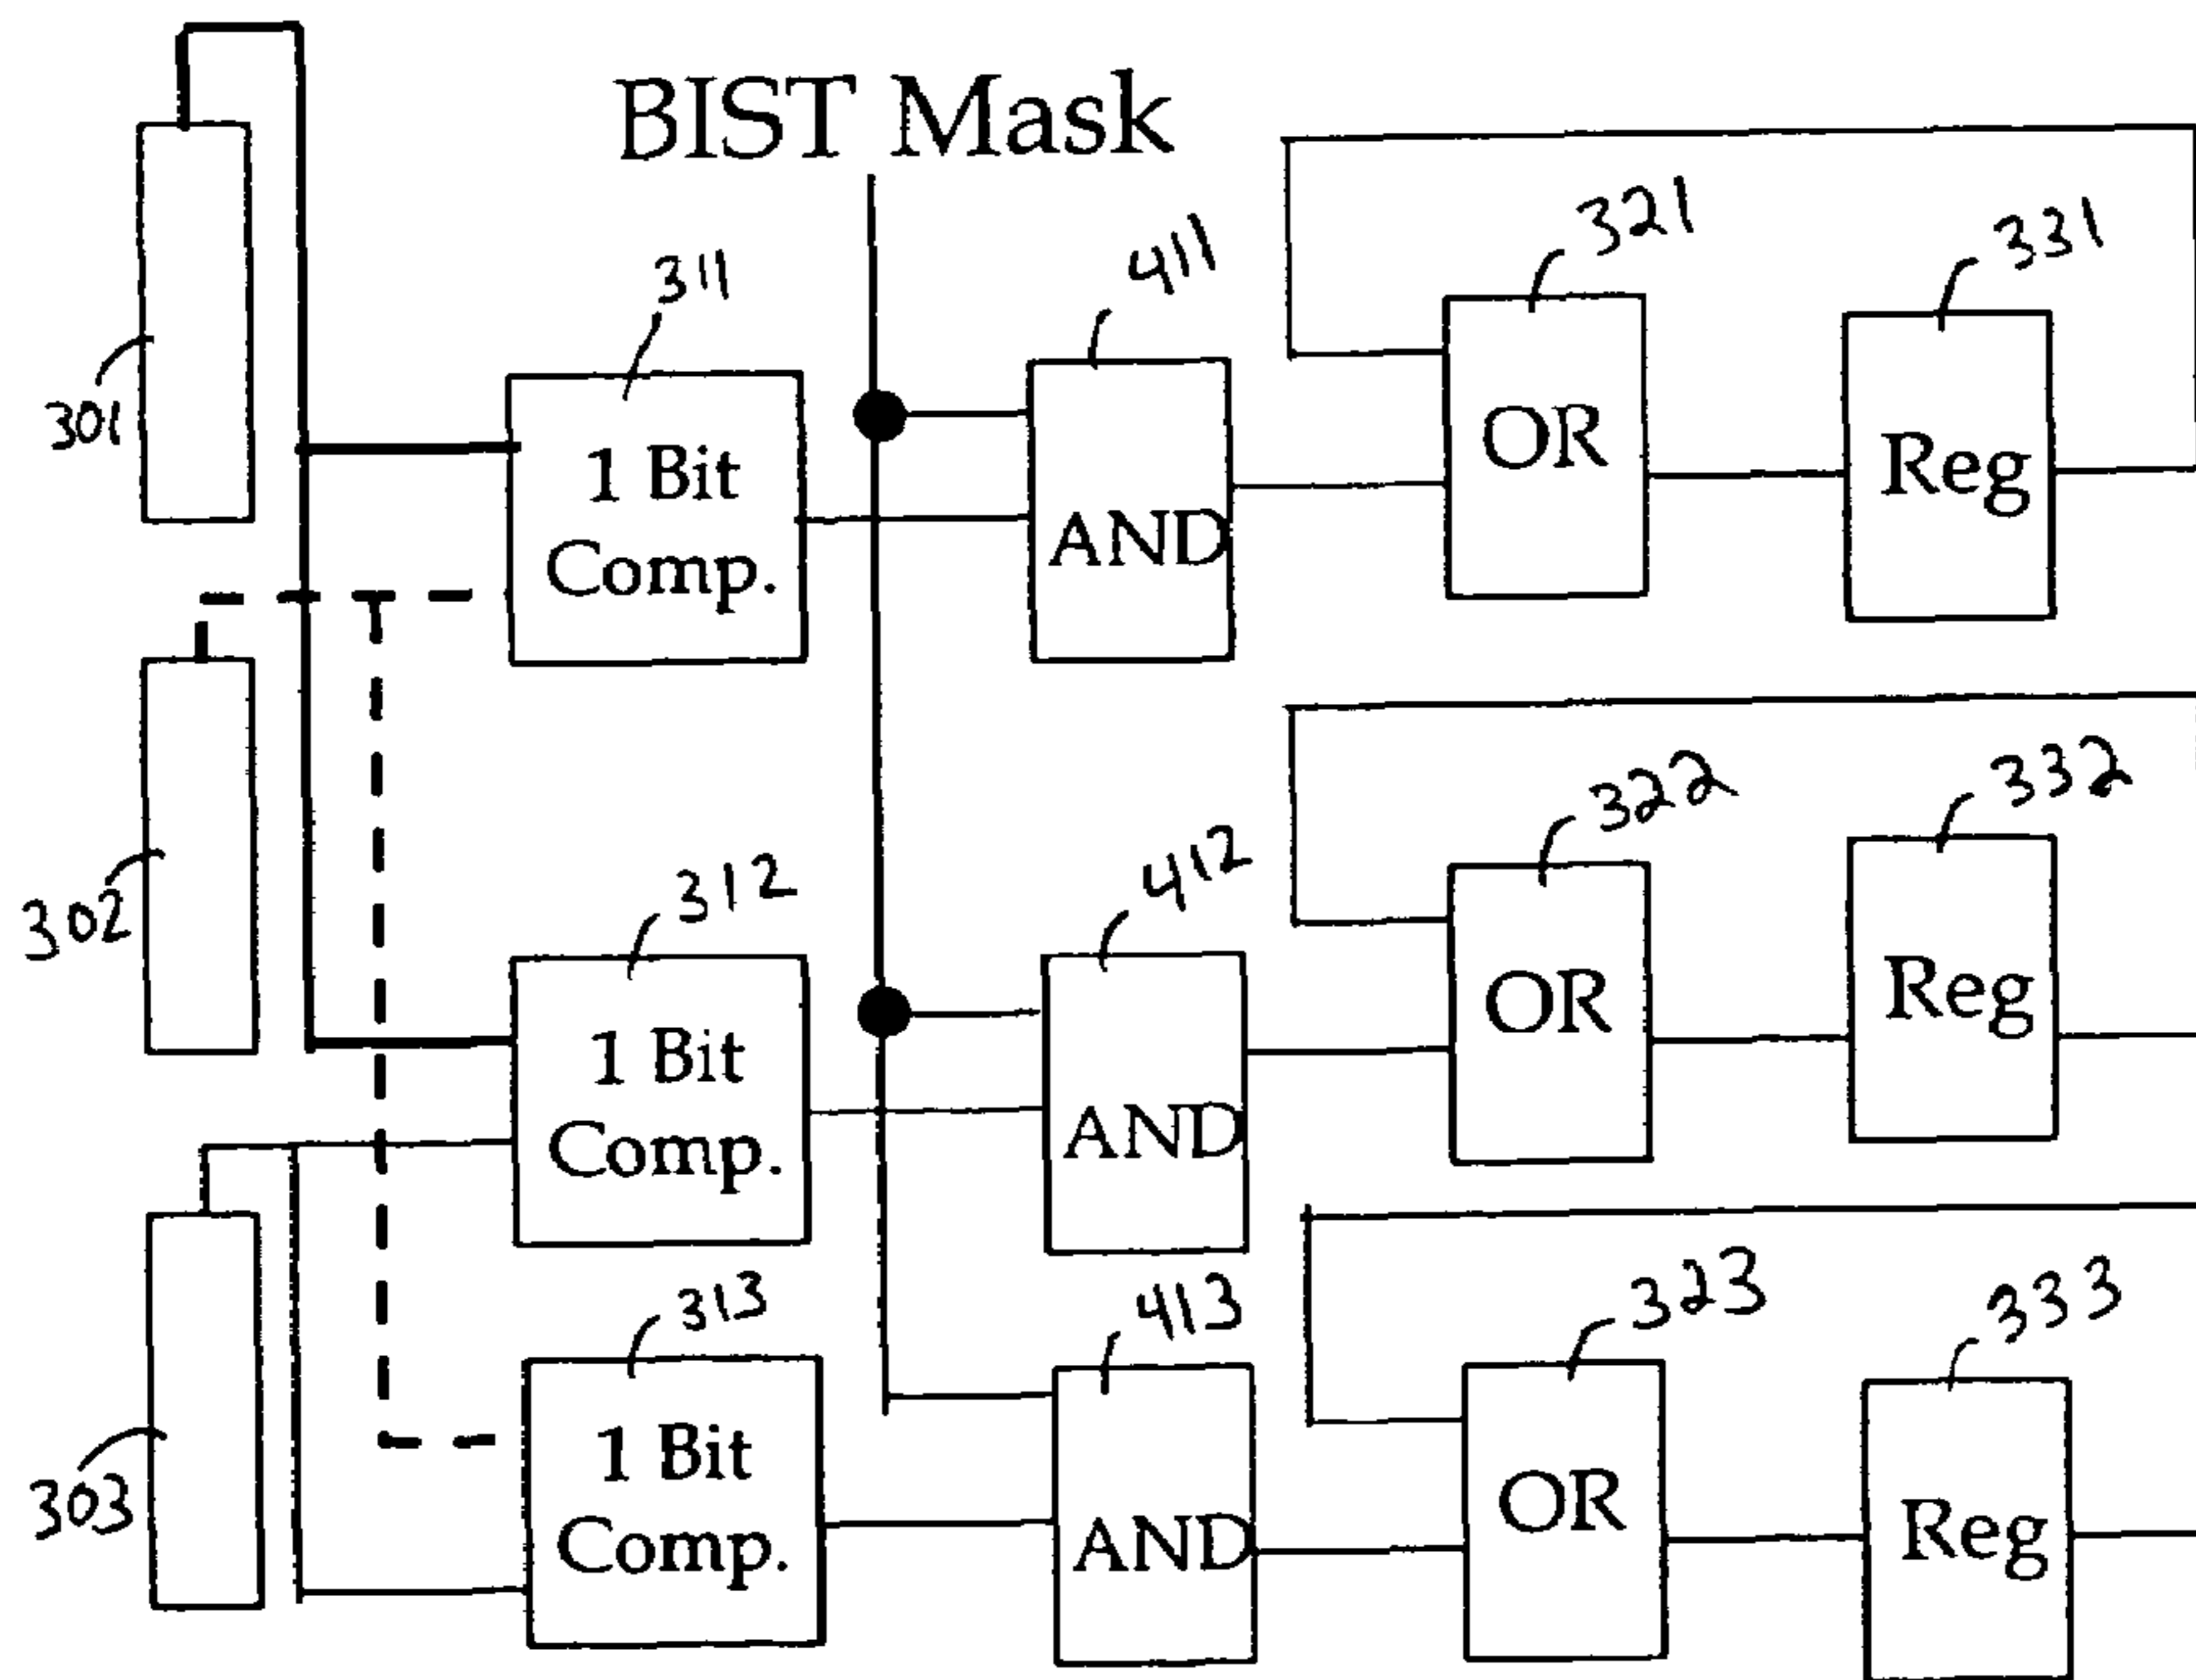 BIST Mask
301
311
1 Bit
Comp.
411
AND
321
OR
331
Reg
302
312
1 Bit
Comp.
412
AND
322
OR
332
Reg
303
313
1 Bit
Comp.
413
AND
323
OR
333
Reg